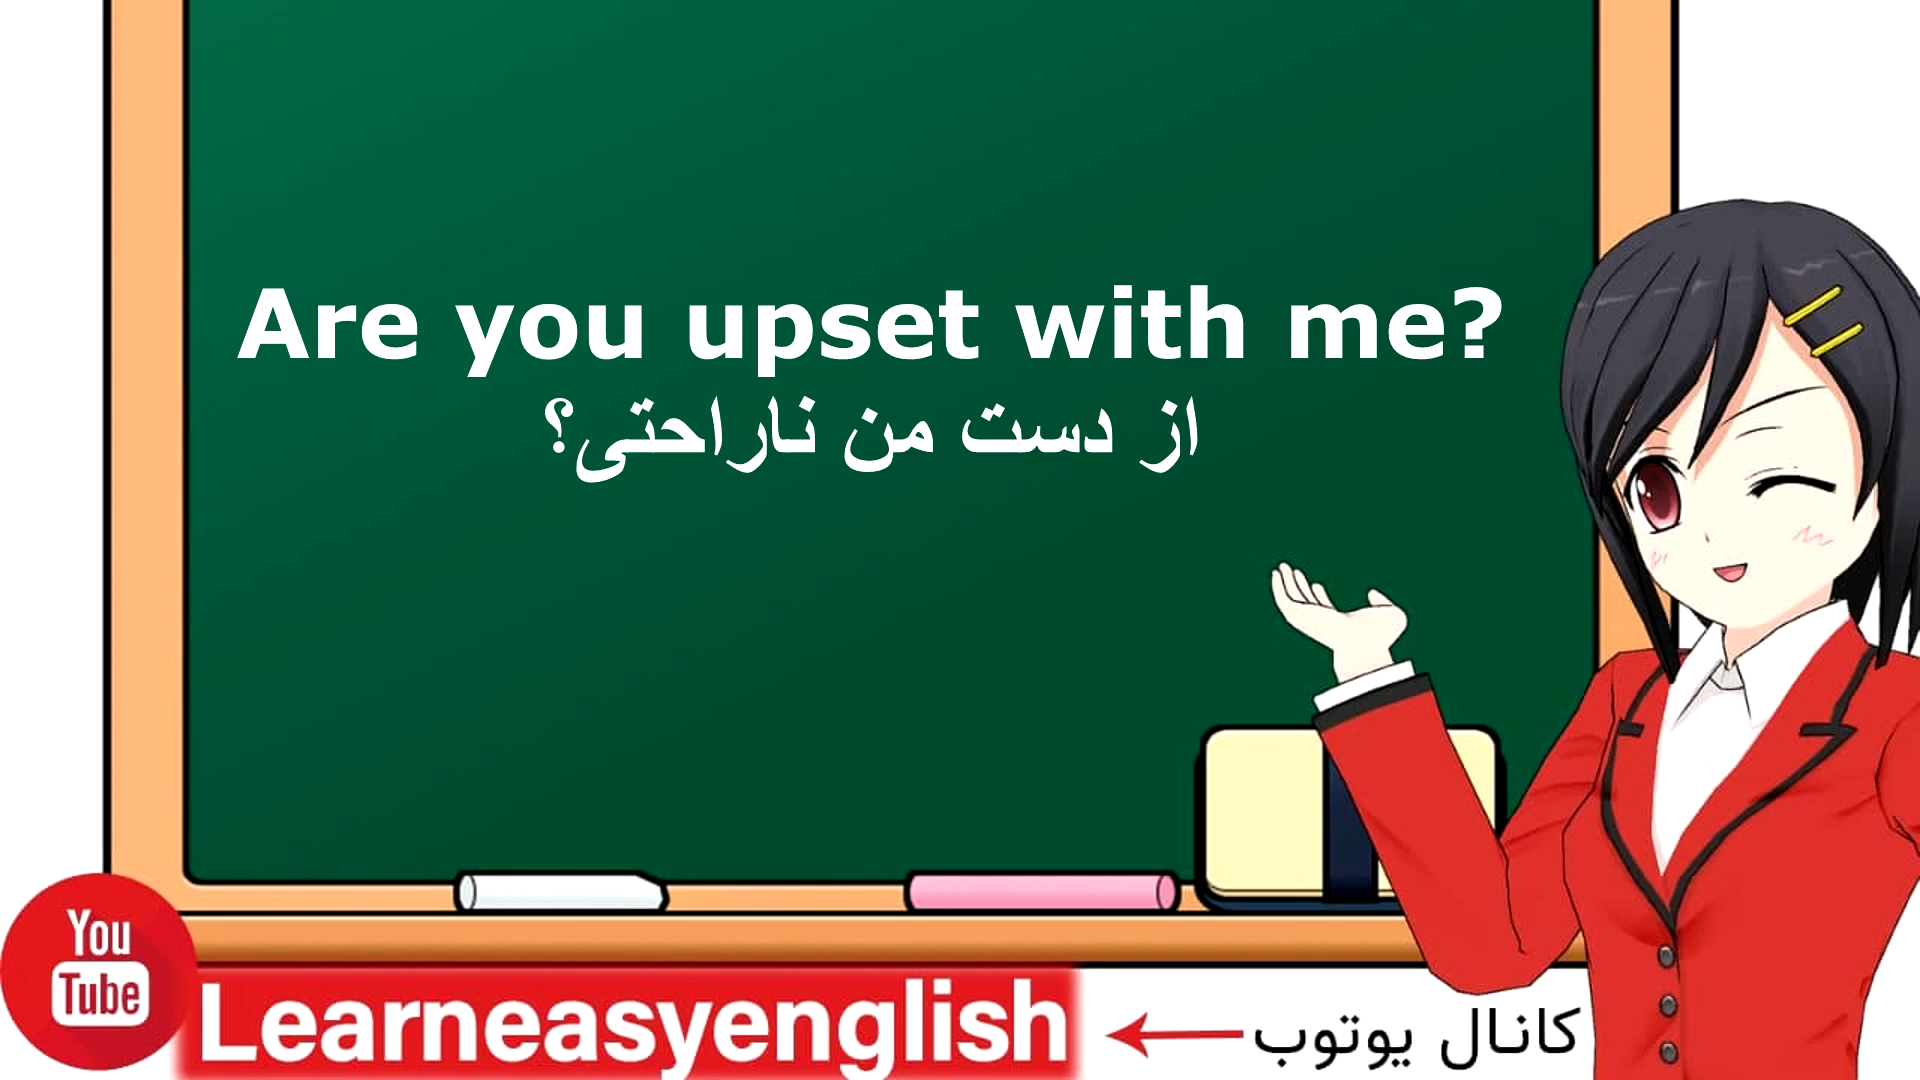 Are you upset with me?
از دست من ناراحتی؟
You
Tube
Learneasyenglish
کانال یوتوب